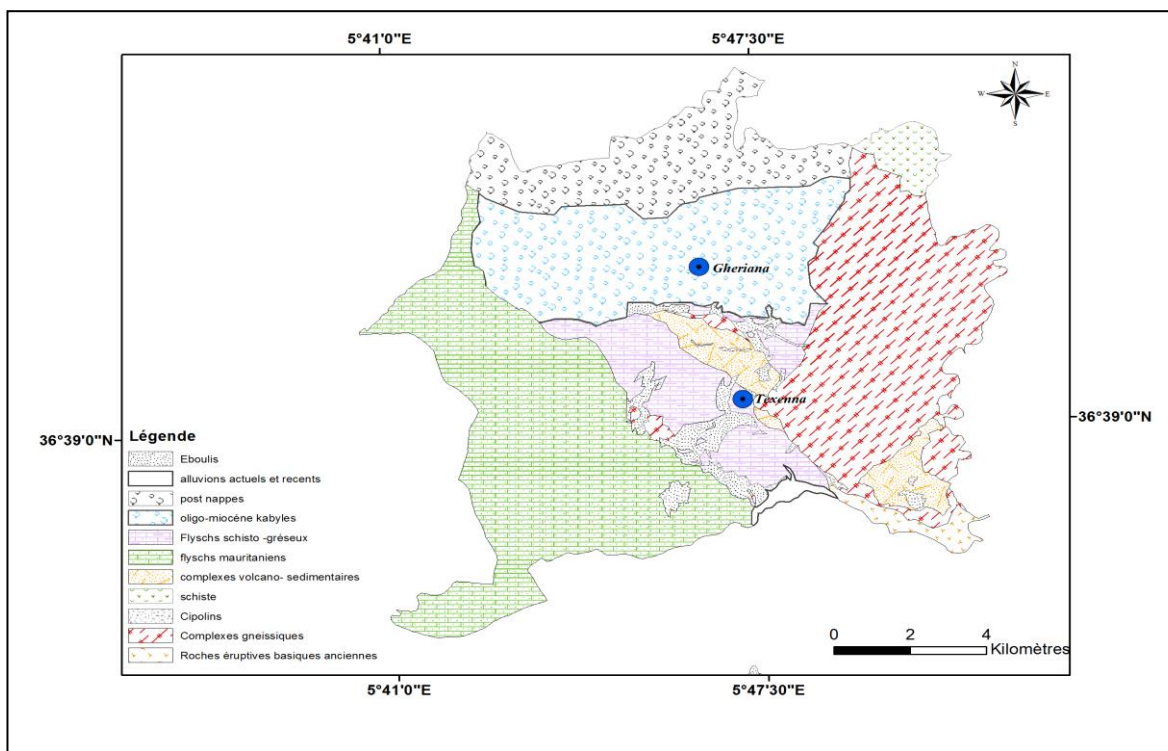 5°41'0"E
5°47'30"E
N
W
E
S
Gheriana
Texenna
36°39'0"N
36°39'0"N
Légende
Eboulis
alluvions actuels et recents
post nappes
oligo-miocéne kabyles
Flyschs schisto -gréseux
flyschs mauritaniens
complexes volcano- sedimentaires
schiste
Cipolins
Complexes gneissiques
Roches éruptives basiques anciennes
0 2 4
Kilomètres
5°41'0"E
5°47'30"E